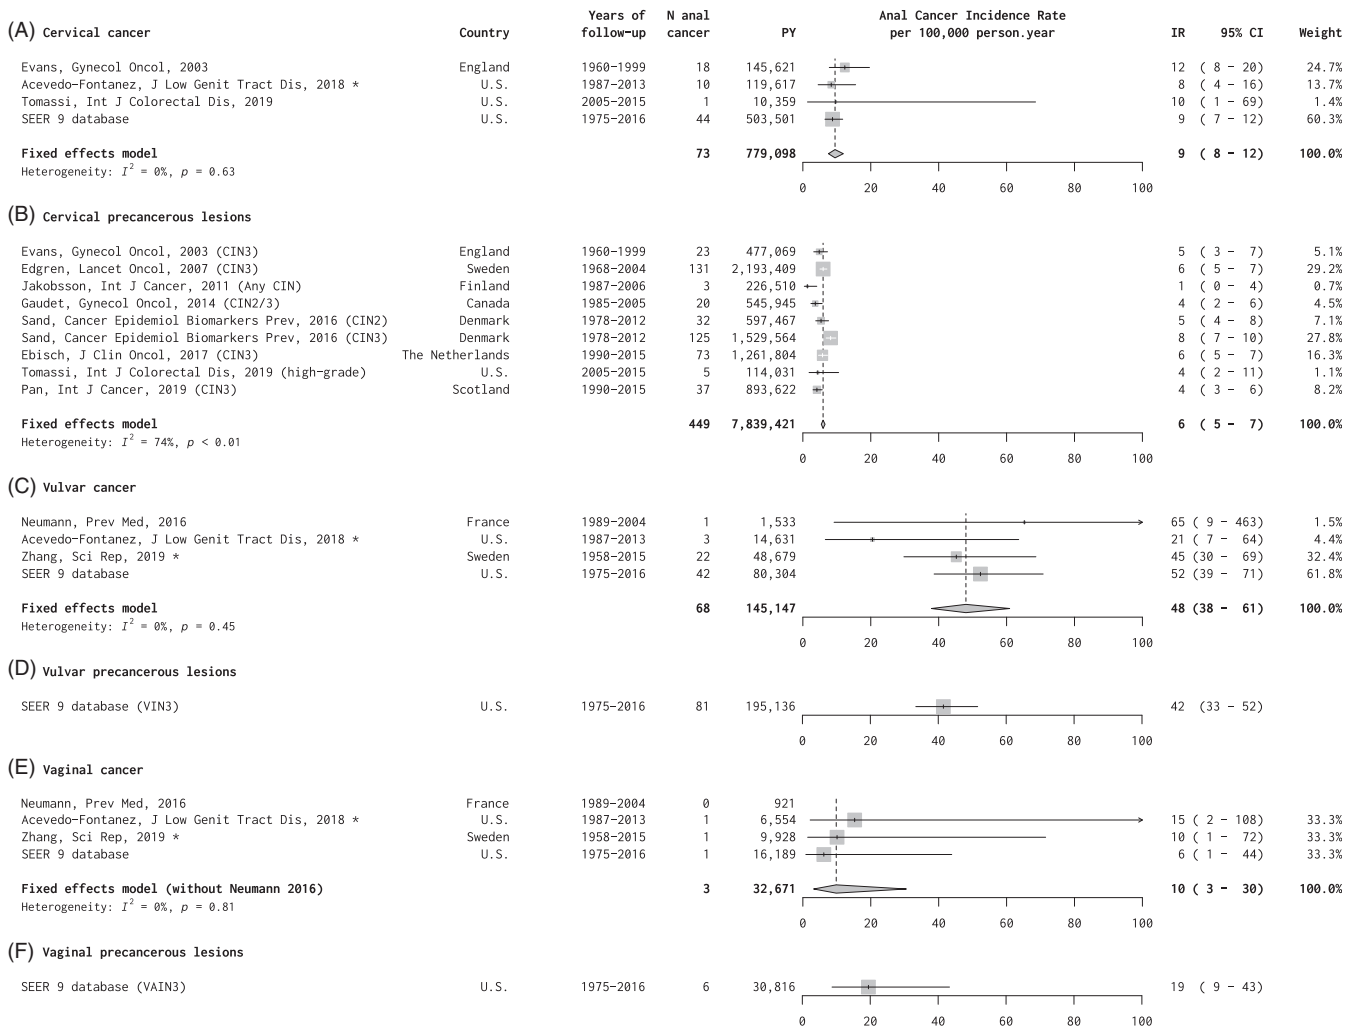 Years of N anal Anal Cancer Incidence Rate
(A) Cervical cancer Country follow-up cancer PY per 100,000 person.year IR 95% CI Weight
Evans, Gynecol Oncol, 2003 England 1960-1999 18 145,621 12 ( 8 - 20) 24.7%
Acevedo-Fontanez, J Low Genit Tract Dis, 2018 * U.S. 1987-2013 10 119,617 8 ( 4 - 16) 13.7%
Tomassi, Int J Colorectal Dis, 2019 U.S. 2005-2015 1 10,359 10 ( 1 - 69) 1.4%
SEER 9 database U.S. 1975-2016 44 503,501 9 ( 7 - 12) 60.3%
Fixed effects model 73 779,098 9 ( 8 - 12) 100.0%
Heterogeneity: I² = 0%, p = 0.63
0 20 40 60 80 100
(B) Cervical precancerous lesions
Evans, Gynecol Oncol, 2003 (CIN3) England 1960-1999 23 477,069 5 ( 3 - 7) 5.1%
Edgren, Lancet Oncol, 2007 (CIN3) Sweden 1968-2004 131 2,193,409 6 ( 5 - 7) 29.2%
Jakobsson, Int J Cancer, 2011 (Any CIN) Finland 1987-2006 3 226,510 1 ( 0 - 4) 0.7%
Gaudet, Gynecol Oncol, 2014 (CIN2/3) Canada 1985-2005 20 545,945 4 ( 2 - 6) 4.5%
Sand, Cancer Epidemiol Biomarkers Prev, 2016 (CIN2) Denmark 1978-2012 32 597,467 5 ( 4 - 8) 7.1%
Sand, Cancer Epidemiol Biomarkers Prev, 2016 (CIN3) Denmark 1978-2012 125 1,529,564 8 ( 7 - 10) 27.8%
Ebisch, J Clin Oncol, 2017 (CIN3) The Netherlands 1990-2015 73 1,261,804 6 ( 5 - 7) 16.3%
Tomassi, Int J Colorectal Dis, 2019 (high-grade) U.S. 2005-2015 5 114,031 4 ( 2 - 11) 1.1%
Pan, Int J Cancer, 2019 (CIN3) Scotland 1990-2015 37 893,622 4 ( 3 - 6) 8.2%
Fixed effects model 449 7,839,421 6 ( 5 - 7) 100.0%
Heterogeneity: I² = 74%, p < 0.01
0 20 40 60 80 100
(C) Vulvar cancer
Neumann, Prev Med, 2016 France 1989-2004 1 1,533 65 ( 9 - 463) 1.5%
Acevedo-Fontanez, J Low Genit Tract Dis, 2018 * U.S. 1987-2013 3 14,631 21 ( 7 - 64) 4.4%
Zhang, Sci Rep, 2019 * Sweden 1958-2015 22 48,679 45 (30 - 69) 32.4%
SEER 9 database U.S. 1975-2016 42 80,304 52 (39 - 71) 61.8%
Fixed effects model 68 145,147 48 (38 - 61) 100.0%
Heterogeneity: I² = 0%, p = 0.45
0 20 40 60 80 100
(D) Vulvar precancerous lesions
SEER 9 database (VIN3) U.S. 1975-2016 81 195,136 42 (33 - 52)
0 20 40 60 80 100
(E) Vaginal cancer
Neumann, Prev Med, 2016 France 1989-2004 0 921
Acevedo-Fontanez, J Low Genit Tract Dis, 2018 * U.S. 1987-2013 1 6,554 15 ( 2 - 108) 33.3%
Zhang, Sci Rep, 2019 * Sweden 1958-2015 1 9,928 10 ( 1 - 72) 33.3%
SEER 9 database U.S. 1975-2016 1 16,189 6 ( 1 - 44) 33.3%
Fixed effects model (without Neumann 2016) 3 32,671 10 ( 3 - 30) 100.0%
Heterogeneity: I² = 0%, p = 0.81
0 20 40 60 80 100
(F) Vaginal precancerous lesions
SEER 9 database (VAIN3) U.S. 1975-2016 6 30,816 19 ( 9 - 43)
0 20 40 60 80 100